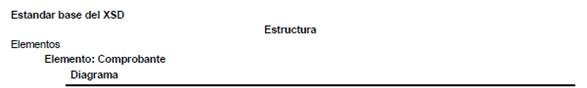 Estandar base del XSD
Estructura
Elementos
Elemento: Comprobante
Diagrama